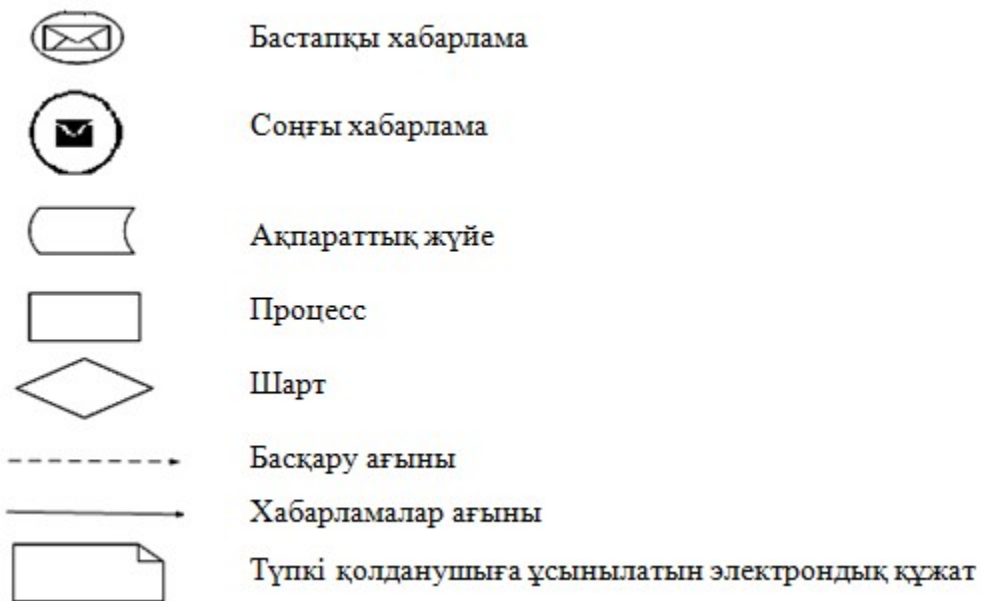 Бастапқы хабарлама
Соңғы хабарлама
Ақпараттық жүйе
Процесс
Шарт
Басқару ағыны
Хабарламалар ағыны
Түпкі қолданушыға ұсынылатын электрондық құжат